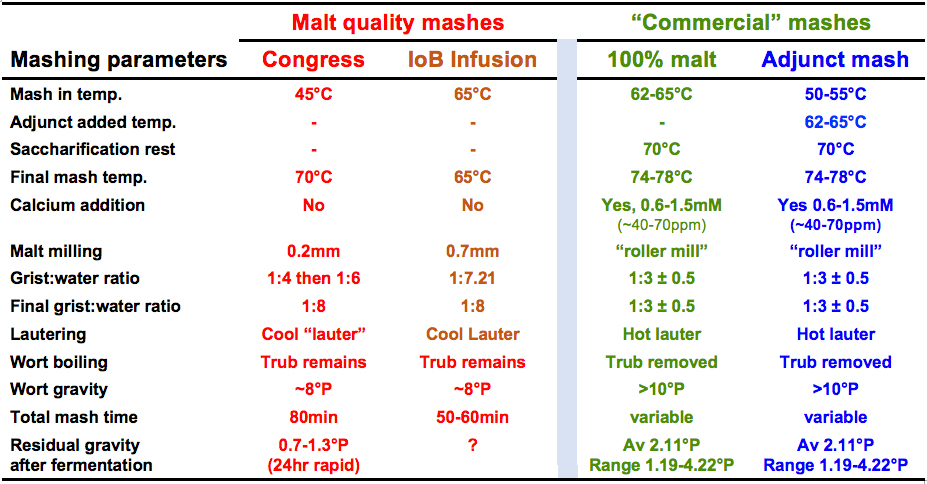 Malt quality mashes “Commercial” mashes
Mashing parameters Congress IoB Infusion 100% malt Adjunct mash
Mash in temp. 45°C 65°C 62-65°C 50-55°C
Adjunct added temp. - - - 62-65°C
Saccharification rest - - 70°C 70°C
Final mash temp. 70°C 65°C 74-78°C 74-78°C
Calcium addition No No Yes, 0.6-1.5mM Yes 0.6-1.5mM
(~40-70ppm) (~40-70ppm)
Malt milling 0.2mm 0.7mm “roller mill” “roller mill”
Grist:water ratio 1:4 then 1:6 1:7.21 1:3 ± 0.5 1:3 ± 0.5
Final grist:water ratio 1:8 1:8 1:3 ± 0.5 1:3 ± 0.5
Lautering Cool “lauter” Cool Lauter Hot lauter Hot lauter
Wort boiling Trub remains Trub remains Trub removed Trub removed
Wort gravity ~8°P ~8°P >10°P >10°P
Total mash time 80min 50-60min variable variable
Residual gravity 0.7-1.3°P ? Av 2.11°P Av 2.11°P
after fermentation (24hr rapid) Range 1.19-4.22°P Range 1.19-4.22°P